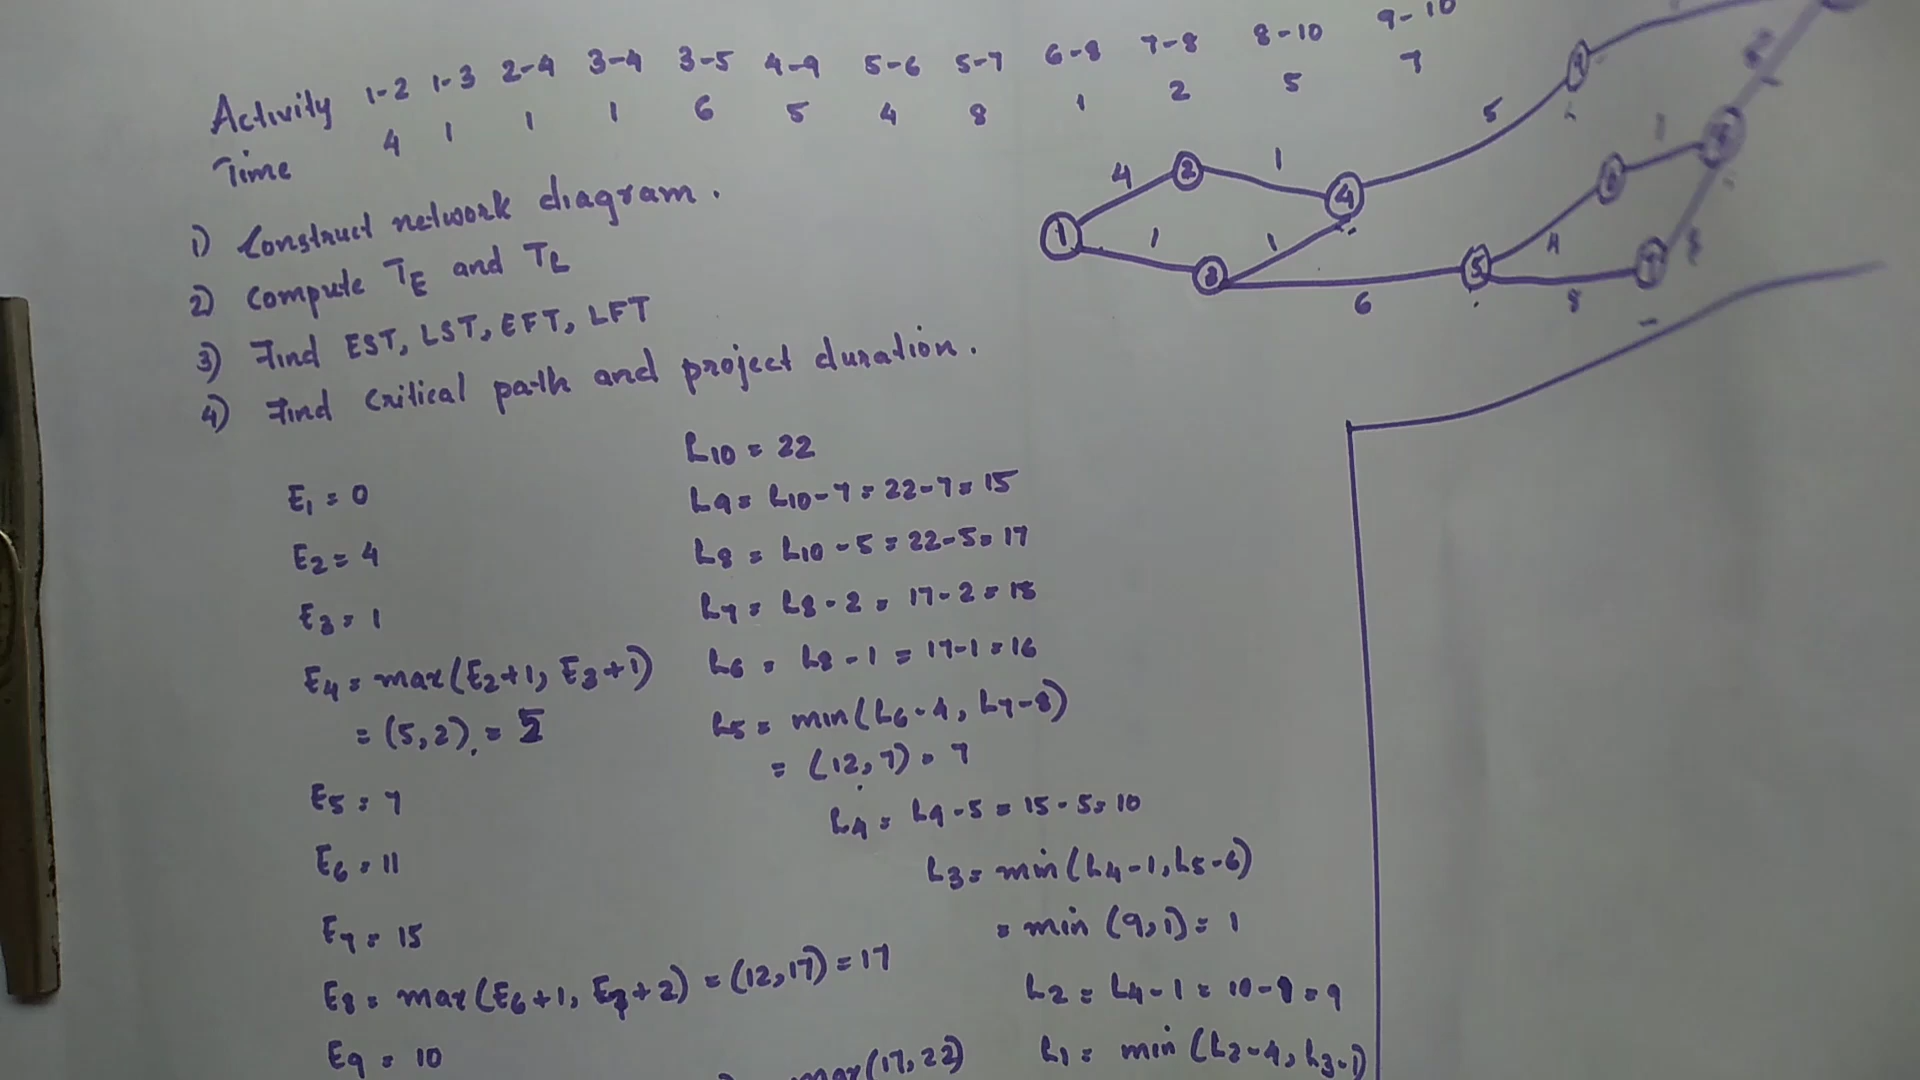 Activity 1-2 1-3 2-4 3-4 3-5 4-9 5-6 5-7 6-8 7-8 8-10 9-10
Time 4 1 1 1 6 5 4 8 1 2 5 7
1) Construct network diagram.
2) Compute TE and TL
3) Find EST, LST, EFT, LFT
4) Find Critical path and project duration.
1 2 3 4 5 6 7
4 1 1 1 5 6 4 8 1
E1 = 0
E2 = 4
E3 = 1
E4 = max(E2+1, E3+1)
= (5,2) = 5
E5 = 7
E6 = 11
E7 = 15
E8 = max(E6+1, E7+2) = (12,17) = 17
E9 = 10
max(17,22)
L10 = 22
L9 = L10-7 = 22-7 = 15
L8 = L10-5 = 22-5 = 17
L7 = L8-2 = 17-2 = 15
L6 = L8-1 = 17-1 = 16
L5 = min(L6-4, L7-8)
= (12,7) = 7
L4 = L9-5 = 15-5 = 10
L3 = min(L4-1, L5-6)
= min (9,1) = 1
L2 = L4-1 = 10-1 = 9
L1 = min (L2-4, L3-1)